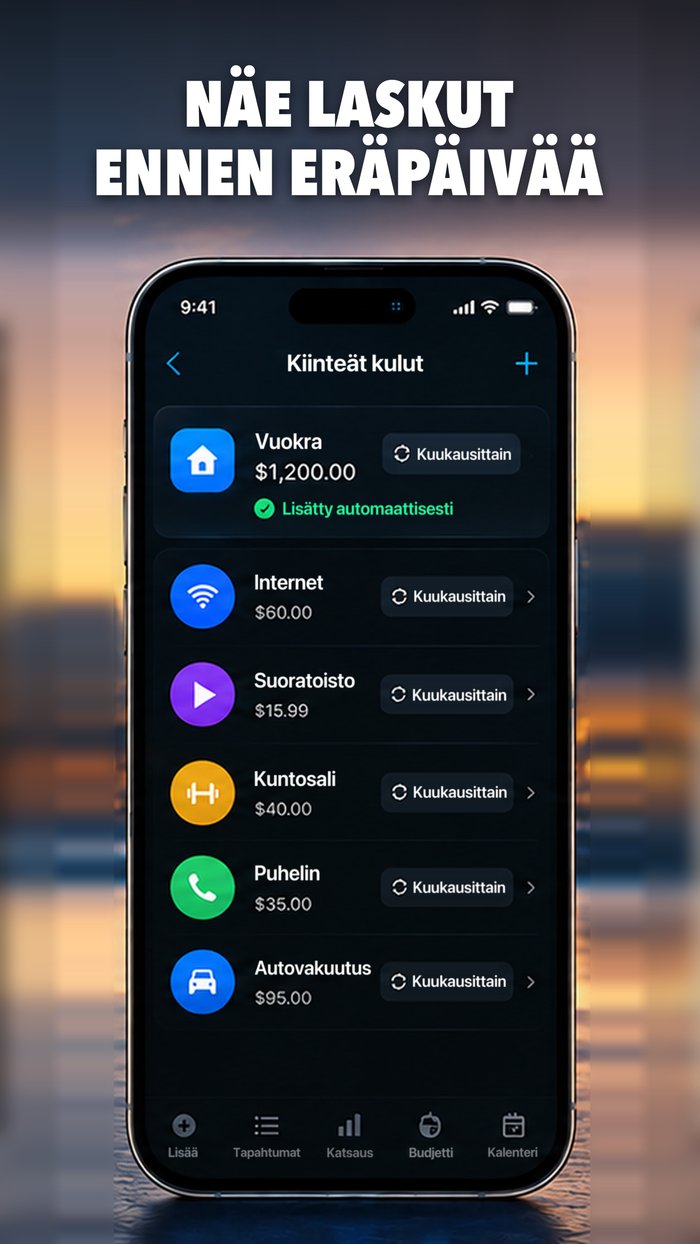 NÄE LASKUT
ENNEN ERÄPÄIVÄÄ
9:41
Kiinteät kulut
Vuokra
$1,200.00
Kuukausittain
Lisätty automaattisesti
Internet
$60.00
Kuukausittain
Suoratoisto
$15.99
Kuukausittain
Kuntosali
$40.00
Kuukausittain
Puhelin
$35.00
Kuukausittain
Autovakuutus
$95.00
Kuukausittain
Lisää
Tapahtumat
Katsaus
Budjetti
Kalenteri